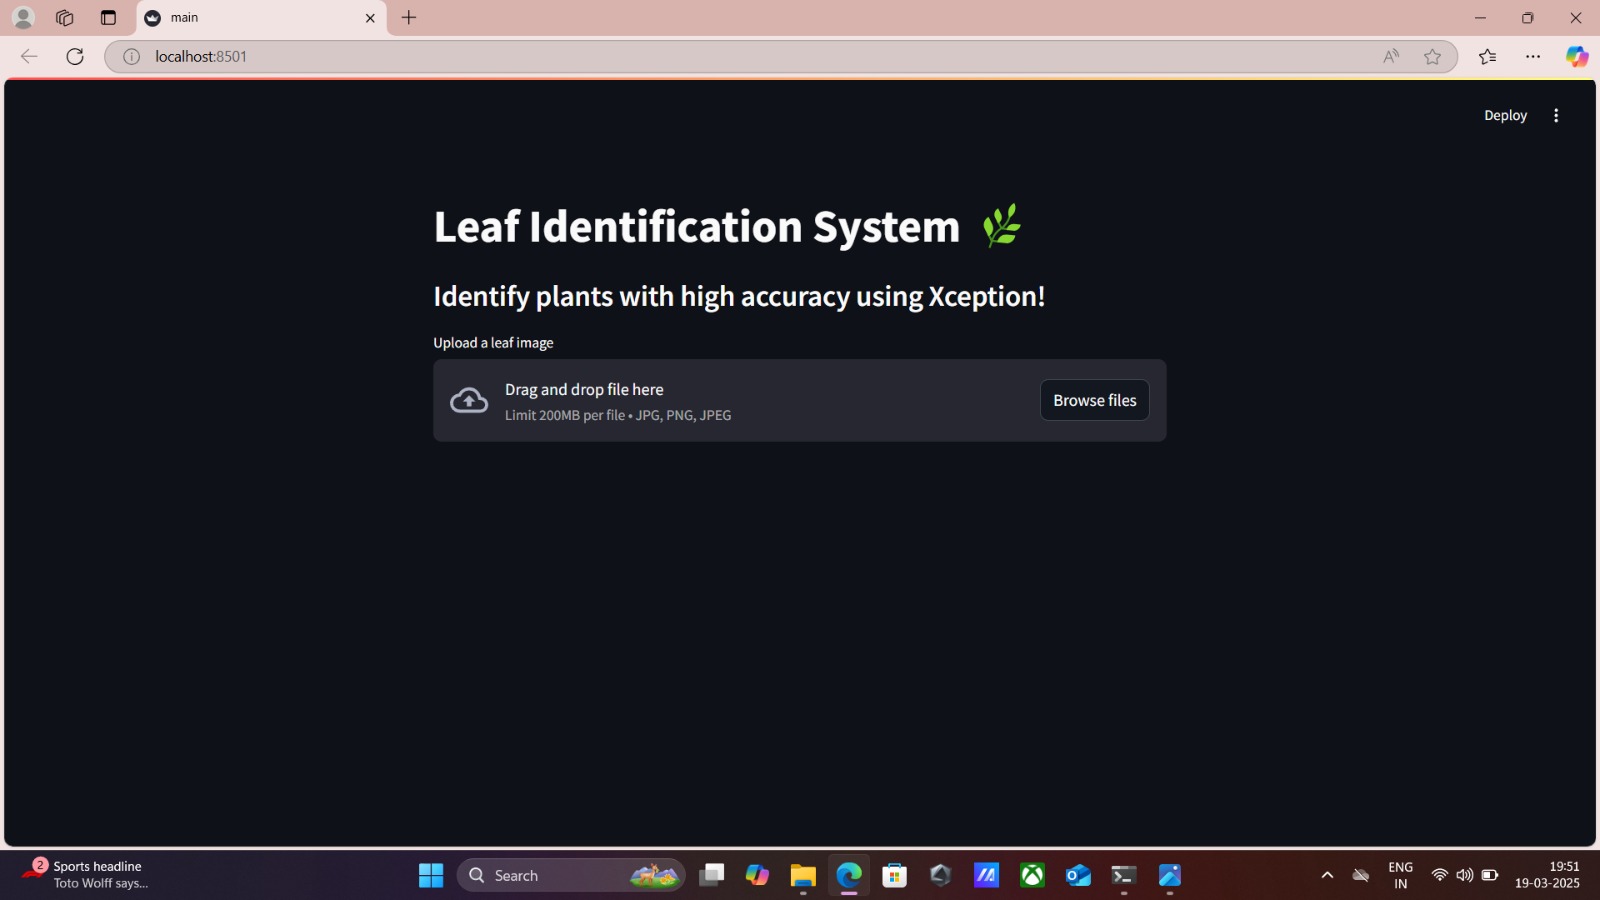 main
localhost:8501
Deploy
Leaf Identification System
Identify plants with high accuracy using Xception!
Upload a leaf image
Drag and drop file here
Limit 200MB per file • JPG, PNG, JPEG
Browse files
2
Sports headline
Toto Wolff says...
Search
ENG
IN
19:51
19-03-2025